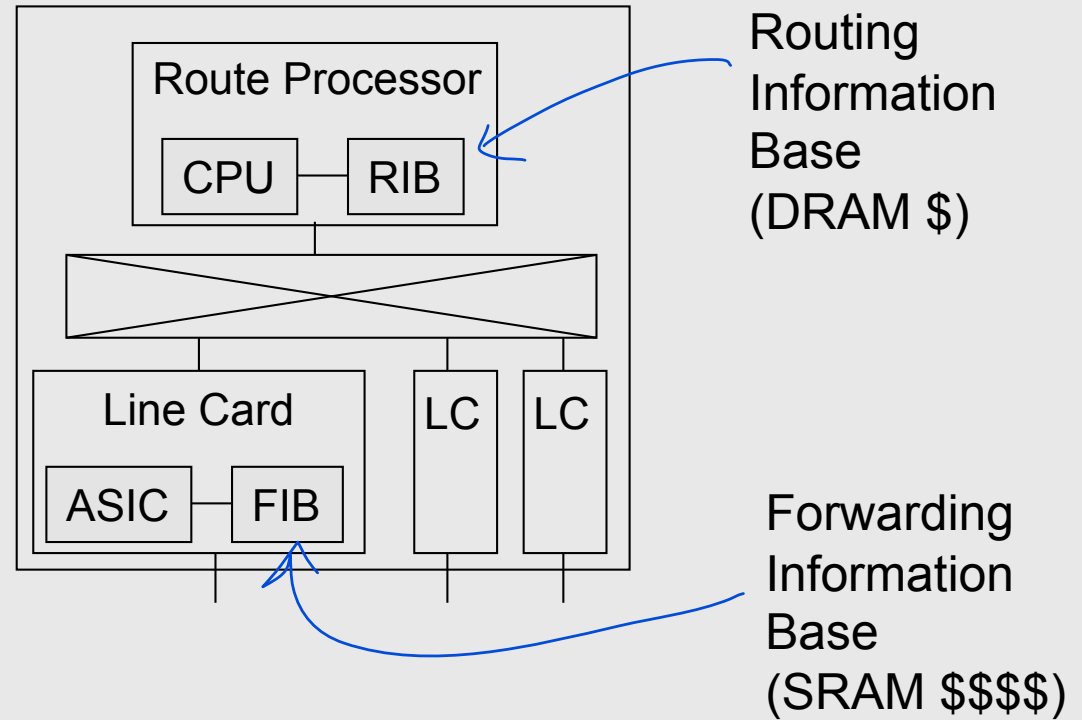 Route Processor
CPU
RIB
Routing
Information
Base
(DRAM $)
Line Card
LC
LC
ASIC
FIB
Forwarding
Information
Base
(SRAM $$$$)